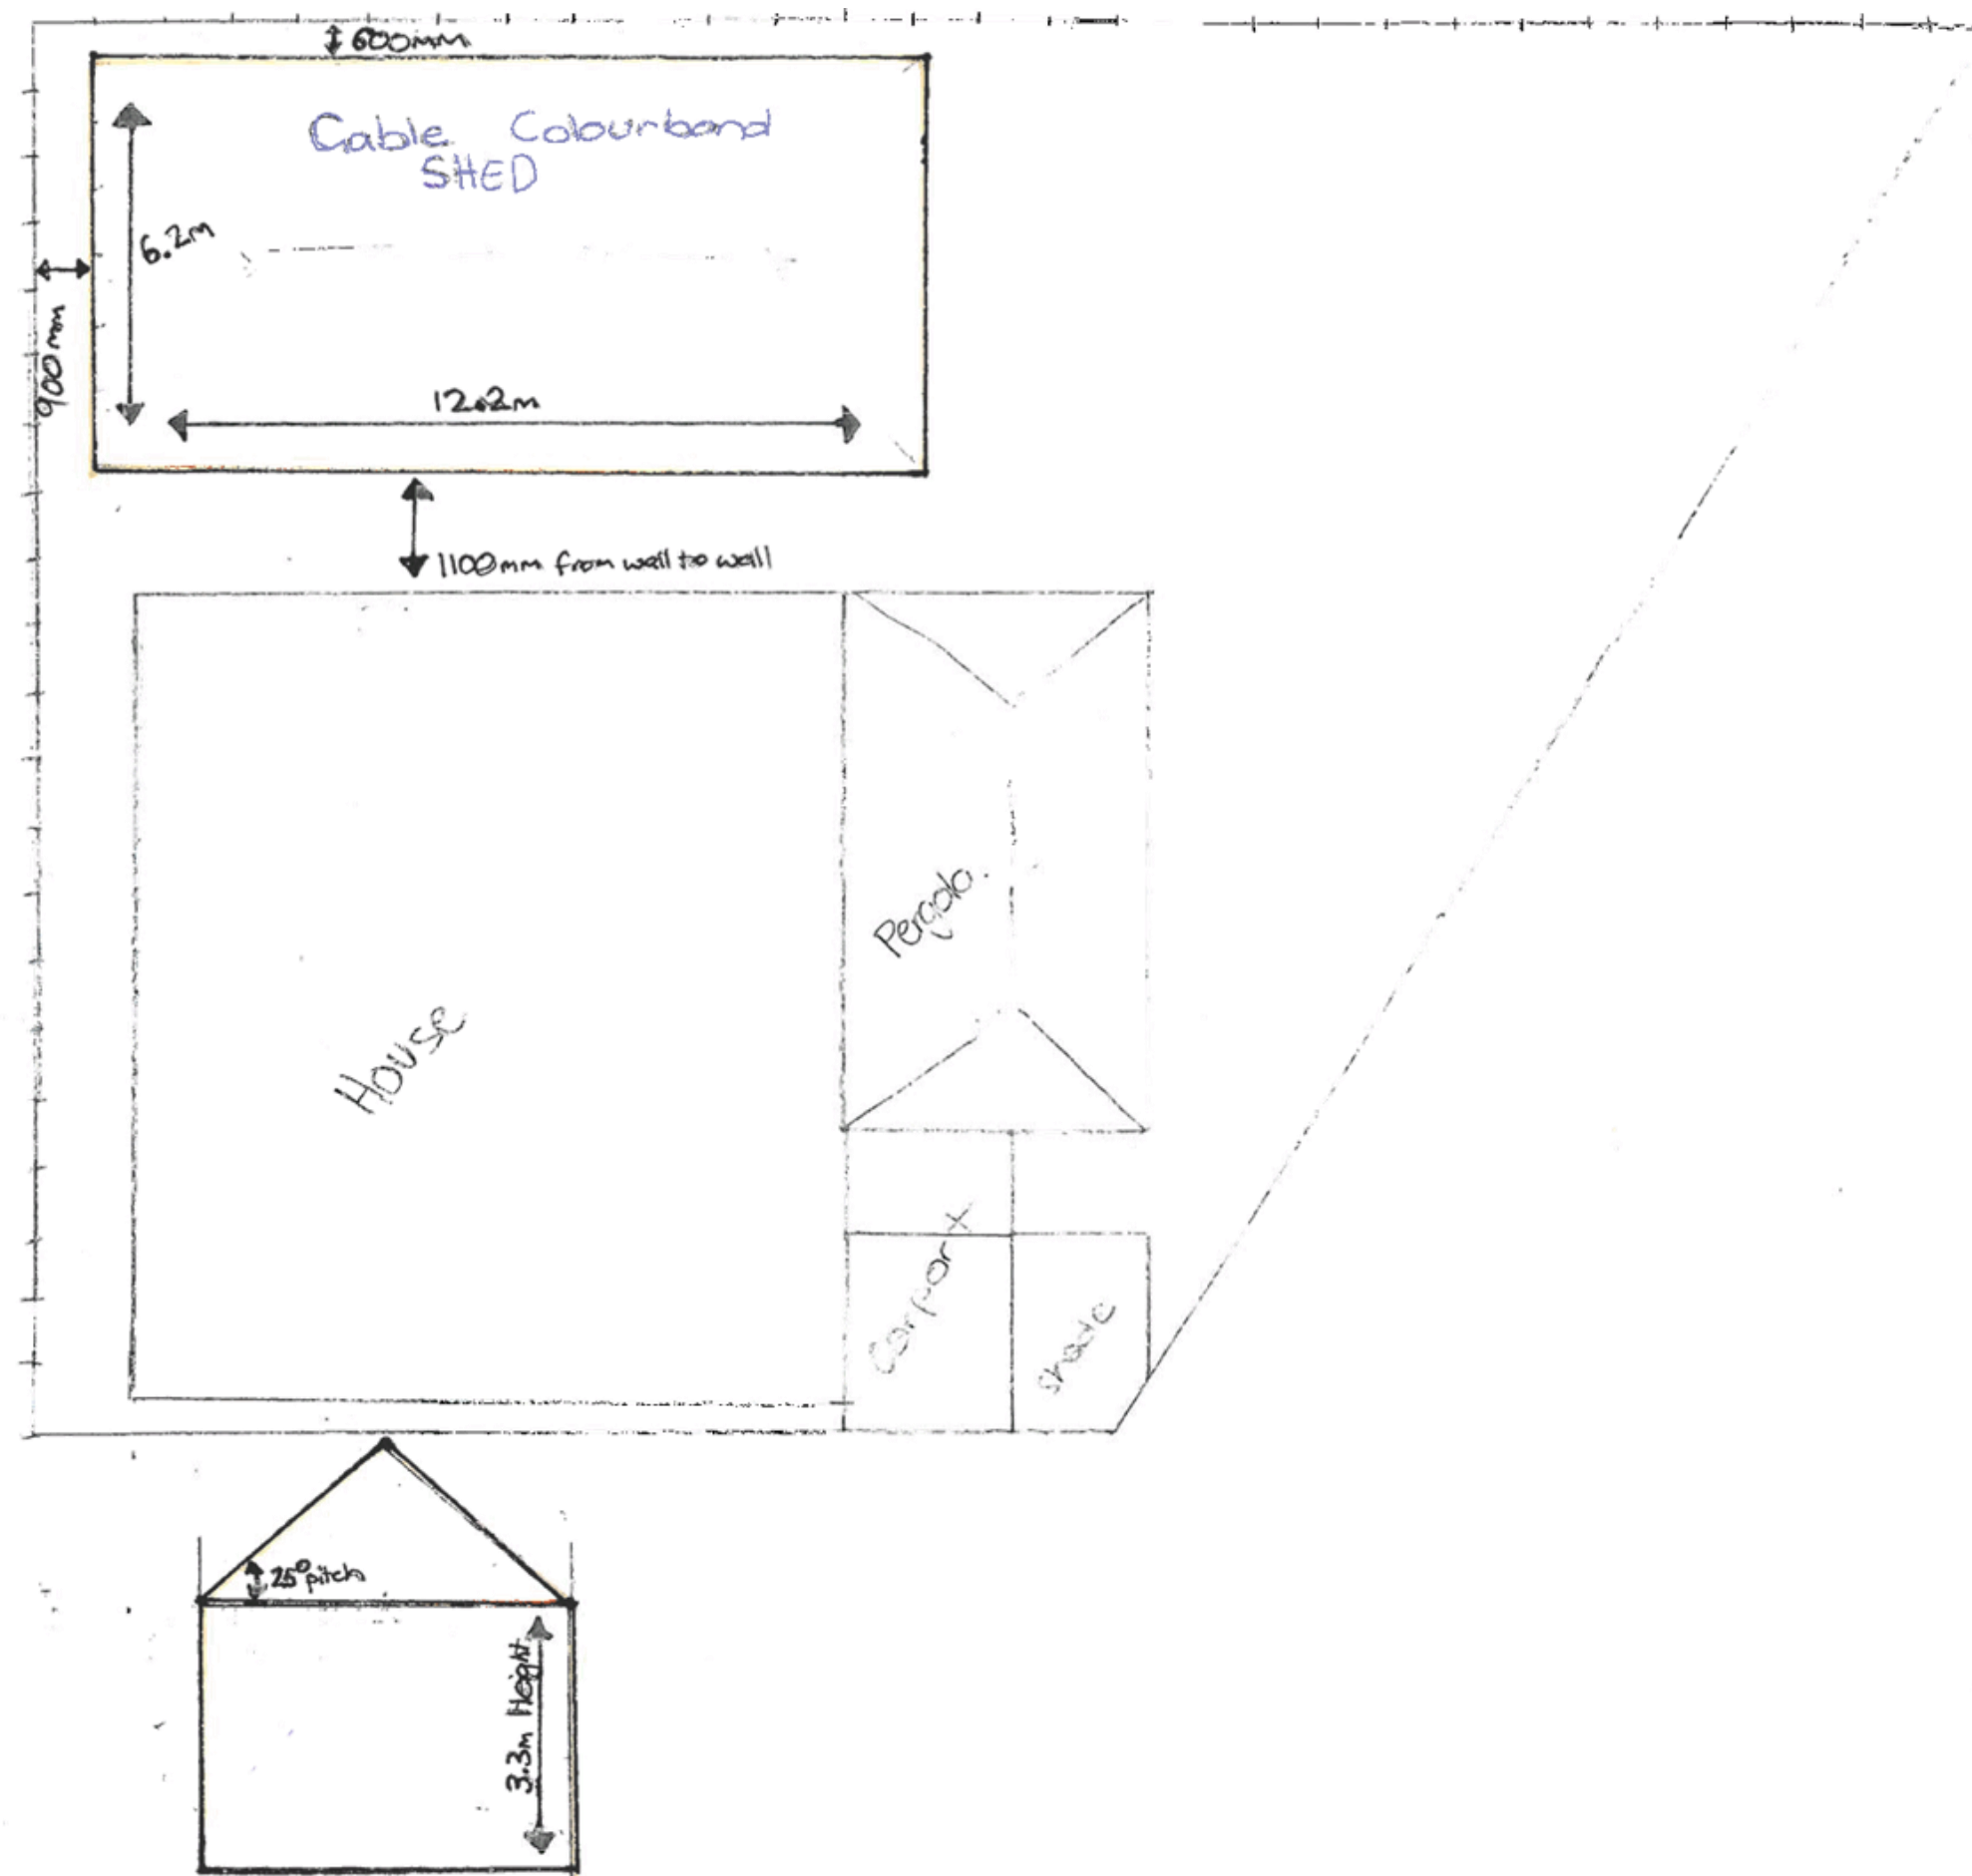 600mm
Gable Colourbond
SHED
6.2m
900mm
12.2m
1100mm from wall to wall
Pergola.
House
Carport
Shade
25° pitch
3.3m Height